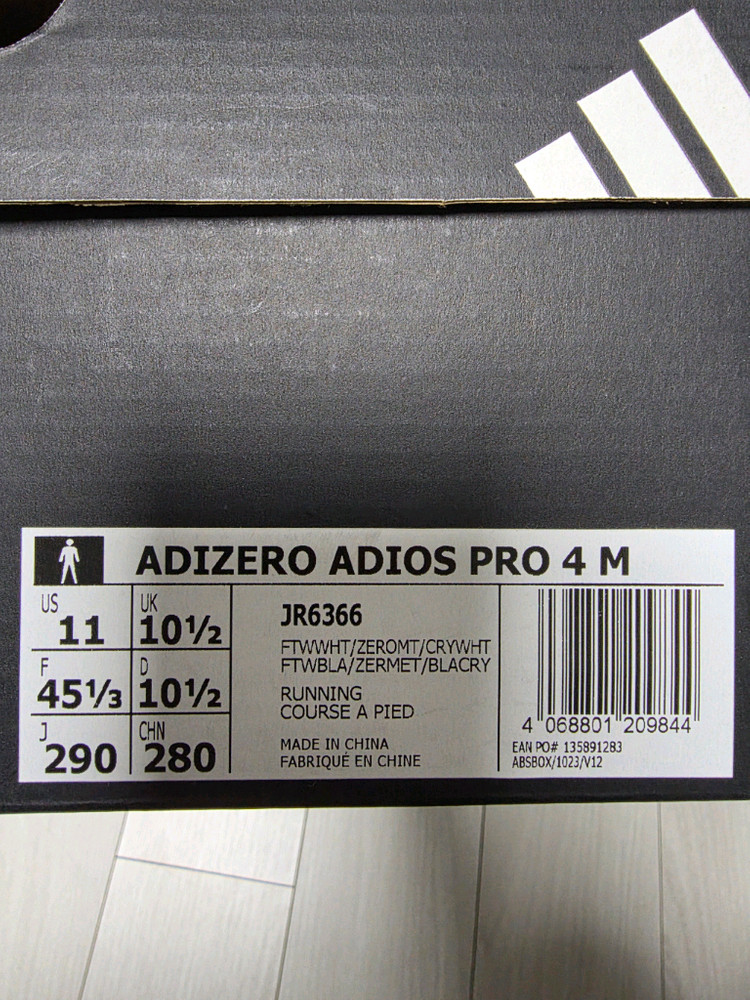 ADIZERO ADIOS PRO 4 M
US 11
UK 10½
F 45⅓
D 10½
J 290
CHN 280
JR6366
FTWWHT/ZEROMT/CRYWHT
FTWBLA/ZERMET/BLACRY
RUNNING
COURSE A PIED
MADE IN CHINA
FABRIQUÉ EN CHINE
4 068801 209844
EAN PO# 135891283
ABSBOX/1023/V12